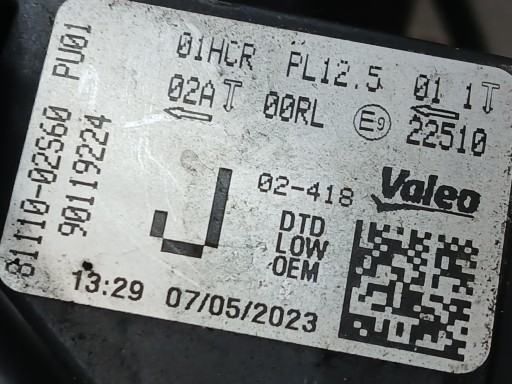 01HCR PL12.5 01 1
02A 00RL E9 22510
81110-02S60 PU01
90119224
J
02-418 Valeo
DTD
LOW
OEM
13:29 07/05/2023